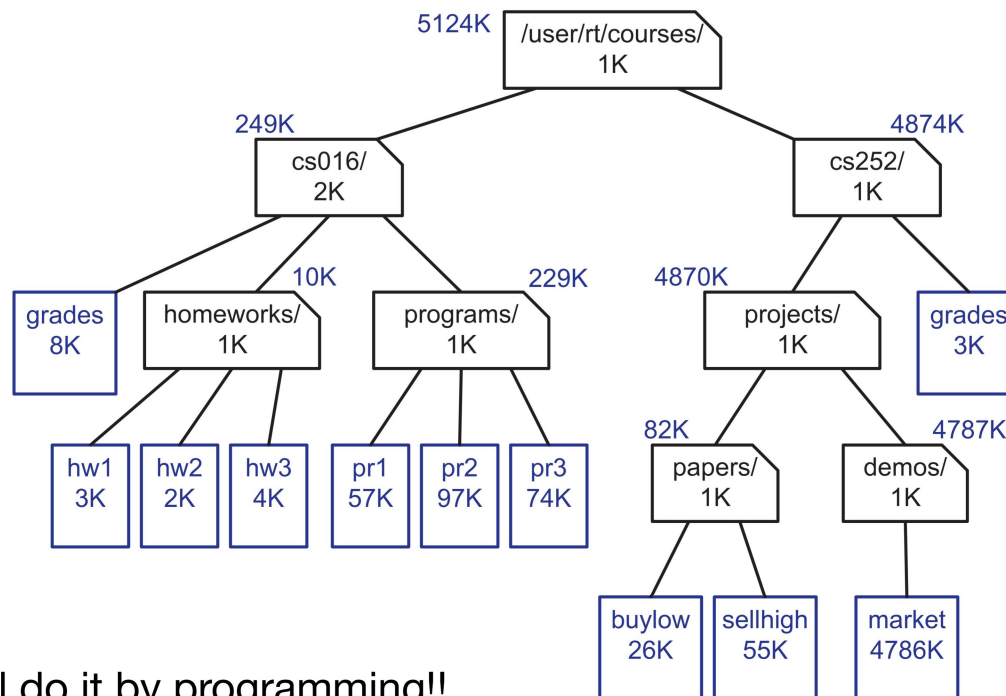 5124K
/user/rt/courses/
1K
249K
cs016/
2K
4874K
cs252/
1K
grades
8K
10K
homeworks/
1K
229K
programs/
1K
4870K
projects/
1K
grades
3K
hw1
3K
hw2
2K
hw3
4K
pr1
57K
pr2
97K
pr3
74K
82K
papers/
1K
4787K
demos/
1K
buylow
26K
sellhigh
55K
market
4786K
do it by programming!!